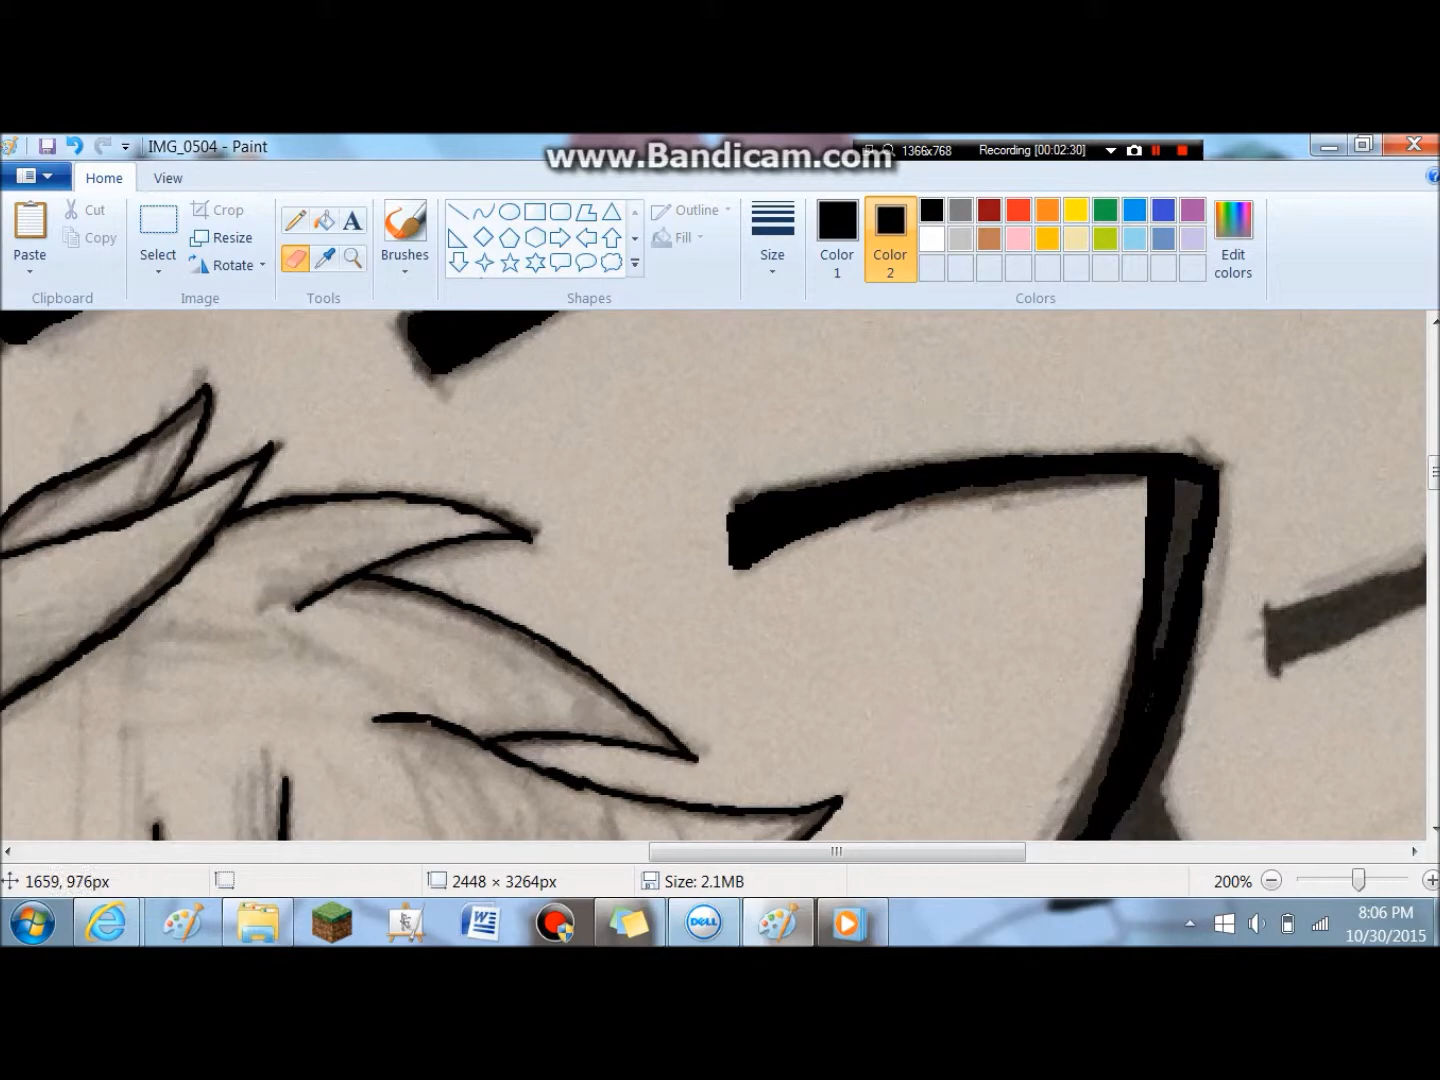 IMG_0504 - Paint
www.Bandicam.com
1366x768
Recording [00:02:30]
Home
View
Paste
Cut
Copy
Clipboard
Select
Crop
Resize
Rotate
Image
A
Tools
Brushes
Shapes
Outline
Fill
Size
Color
1
Color
2
Edit
colors
Colors
1659, 976px
2448 × 3264px
Size: 2.1MB
200%
W
DELL
8:06 PM
10/30/2015